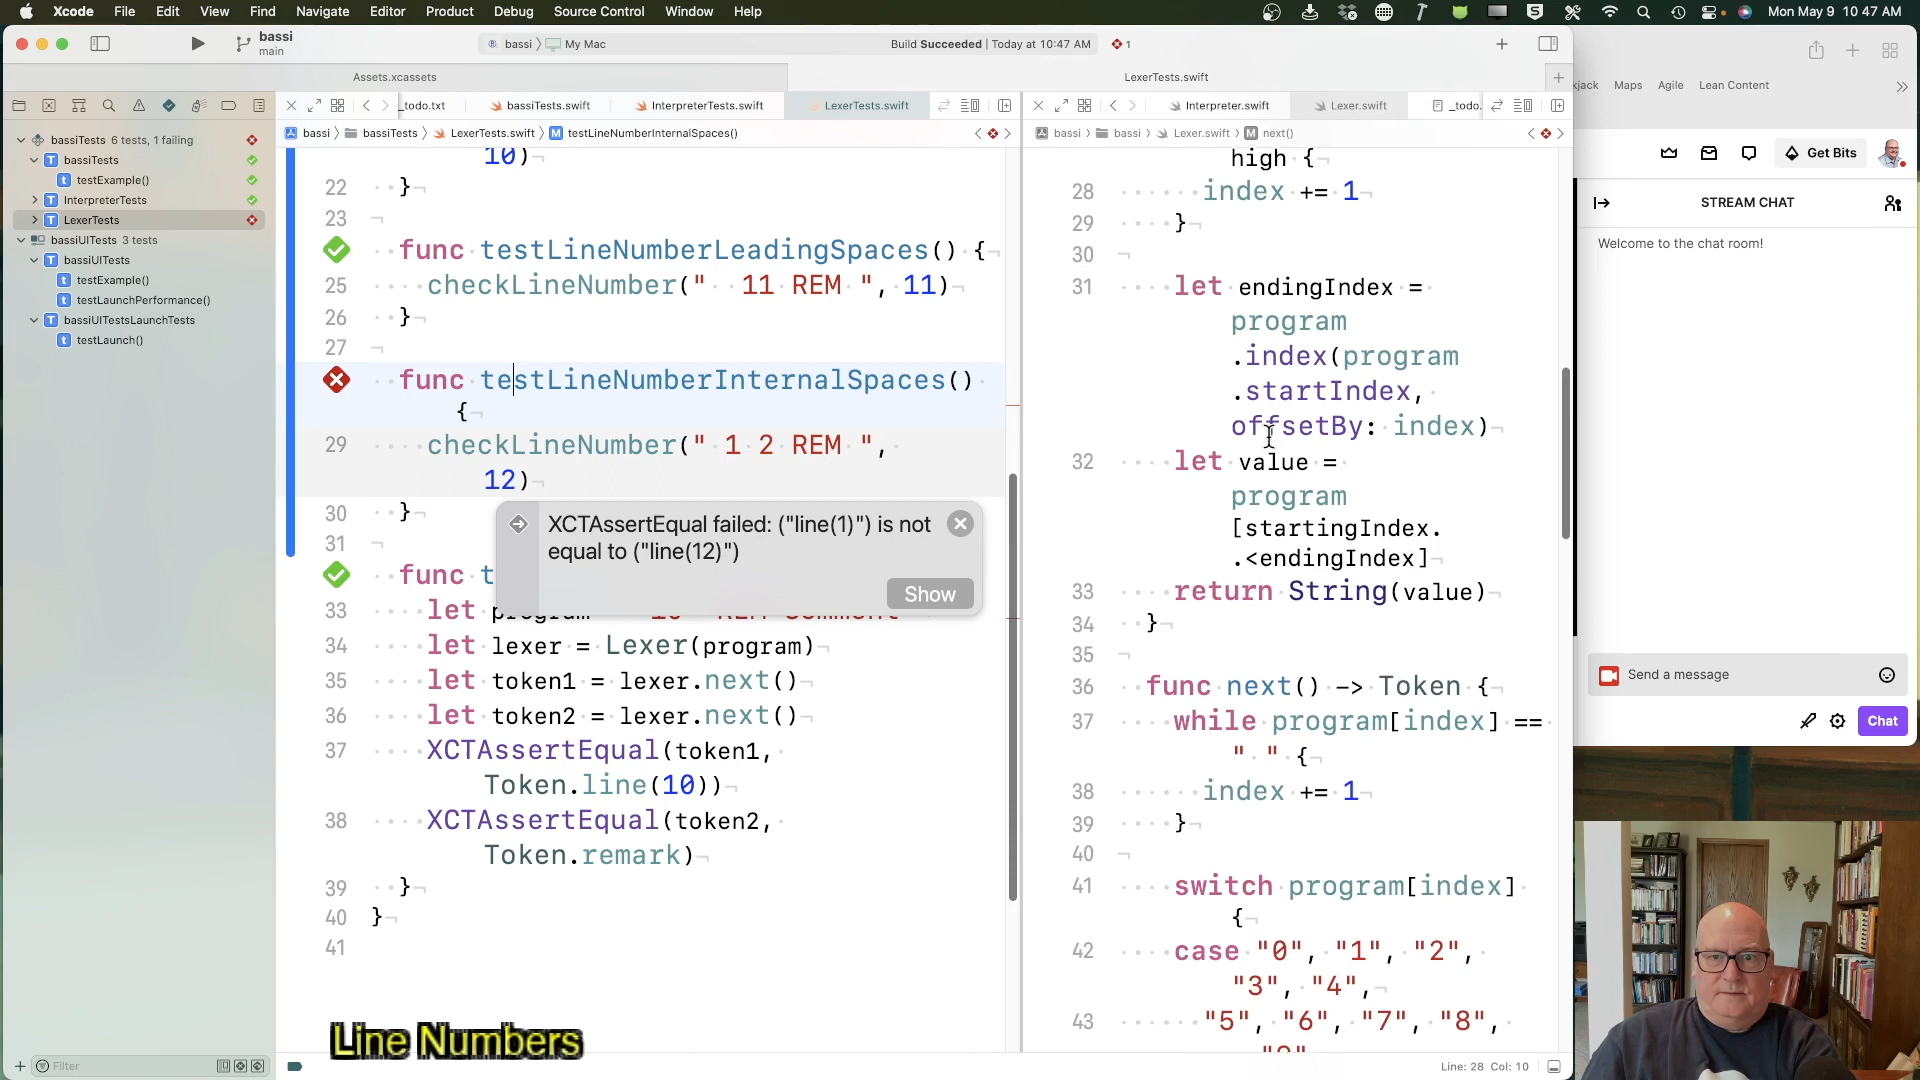 Xcode File Edit View Find Navigate Editor Product Debug Source Control Window Help Mon May 9 10:47 AM
bassi
main
bassi My Mac
Build Succeeded | Today at 10:47 AM 1
Assets.xcassets
LexerTests.swift
_todo.txt bassiTests.swift InterpreterTests.swift LexerTests.swift
bassi bassiTests LexerTests.swift M testLineNumberInternalSpaces()
Interpreter.swift Lexer.swift _todo.
bassi bassi Lexer.swift M next()
bassiTests 6 tests, 1 failing
T bassiTests
t testExample()
T InterpreterTests
T LexerTests
bassiUITests 3 tests
T bassiUITests
t testExample()
t testLaunchPerformance()
T bassiUITestsLaunchTests
t testLaunch()
Filter
10)
22 }
23
func testLineNumberLeadingSpaces() {
25 checkLineNumber("  11 REM ", 11)
26 }
27
func testLineNumberInternalSpaces()
{
29 checkLineNumber(" 1 2 REM ",
12)
30 }
31
func t
33 let
34 let lexer = Lexer(program)
35 let token1 = lexer.next()
36 let token2 = lexer.next()
37 XCTAssertEqual(token1,
Token.line(10))
38 XCTAssertEqual(token2,
Token.remark)
39 }
40 }
41
XCTAssertEqual failed: ("line(1)") is not
equal to ("line(12)")
Show
Line Numbers
high {
28 index += 1
29 }
30
31 let endingIndex =
program
.index(program
.startIndex,
offsetBy: index)
32 let value =
program
[startingIndex.
.<endingIndex]
33 return String(value)
34 }
35
36 func next() -> Token {
37 while program[index] ==
" " {
38 index += 1
39 }
40
41 switch program[index]
{
42 case "0", "1", "2",
"3", "4",
43 "5", "6", "7", "8",
Line: 28 Col: 10
kjack Maps Agile Lean Content
Get Bits
STREAM CHAT
Welcome to the chat room!
Send a message
Chat